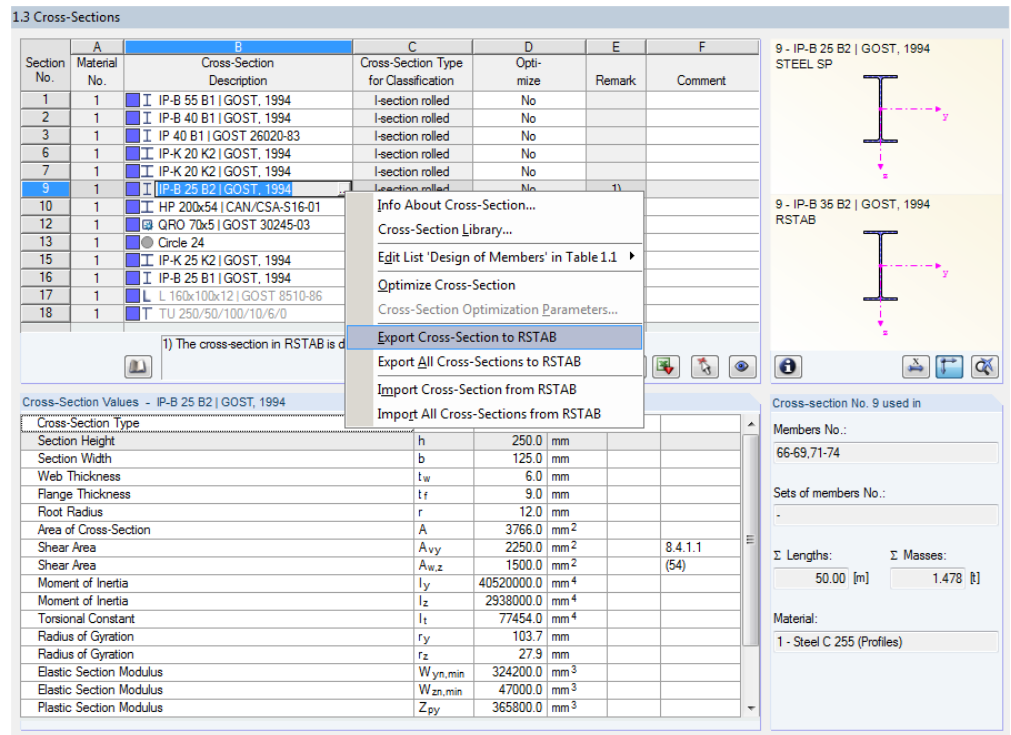 1.3 Cross-Sections
A B C D E F
Section Material Cross-Section Cross-Section Type Opti-
No. No. Description for Classification mize Remark Comment
1 1 IP-B 55 B1 | GOST, 1994 I-section rolled No
2 1 IP-B 40 B1 | GOST, 1994 I-section rolled No
3 1 IP 40 B1 | GOST 26020-83 I-section rolled No
6 1 IP-K 20 K2 | GOST, 1994 I-section rolled No
7 1 IP-K 20 K2 | GOST, 1994 I-section rolled No
9 1 IP-B 25 B2 | GOST, 1994 ... I-section rolled No 1)
10 1 HP 200x54 | CAN/CSA-S16-01
12 1 QRO 70x5 | GOST 30245-03
13 1 Circle 24
15 1 IP-K 25 K2 | GOST, 1994
16 1 IP-B 25 B1 | GOST, 1994
17 1 L 160x100x12 | GOST 8510-86
18 1 TU 250/50/100/10/6/0
1) The cross-section in RSTAB is d
Info About Cross-Section...
Cross-Section Library...
Edit List 'Design of Members' in Table 1.1
Optimize Cross-Section
Cross-Section Optimization Parameters...
Export Cross-Section to RSTAB
Export All Cross-Sections to RSTAB
Import Cross-Section from RSTAB
Import All Cross-Sections from RSTAB
9 - IP-B 25 B2 | GOST, 1994
STEEL SP
y
z
9 - IP-B 35 B2 | GOST, 1994
RSTAB
y
z
Cross-Section Values - IP-B 25 B2 | GOST, 1994
Cross-Section Type
Section Height h 250.0 mm
Section Width b 125.0 mm
Web Thickness tw 6.0 mm
Flange Thickness tf 9.0 mm
Root Radius r 12.0 mm
Area of Cross-Section A 3766.0 mm2
Shear Area Avy 2250.0 mm2 8.4.1.1
Shear Area Aw,z 1500.0 mm2 (54)
Moment of Inertia Iy 40520000.0 mm4
Moment of Inertia Iz 2938000.0 mm4
Torsional Constant It 77454.0 mm4
Radius of Gyration ry 103.7 mm
Radius of Gyration rz 27.9 mm
Elastic Section Modulus Wyn,min 324200.0 mm3
Elastic Section Modulus Wzn,min 47000.0 mm3
Plastic Section Modulus Zpy 365800.0 mm3
Cross-section No. 9 used in
Members No.:
66-69,71-74
Sets of members No.:
-
Σ Lengths: Σ Masses:
50.00 [m] 1.478 [t]
Material:
1 - Steel C 255 (Profiles)